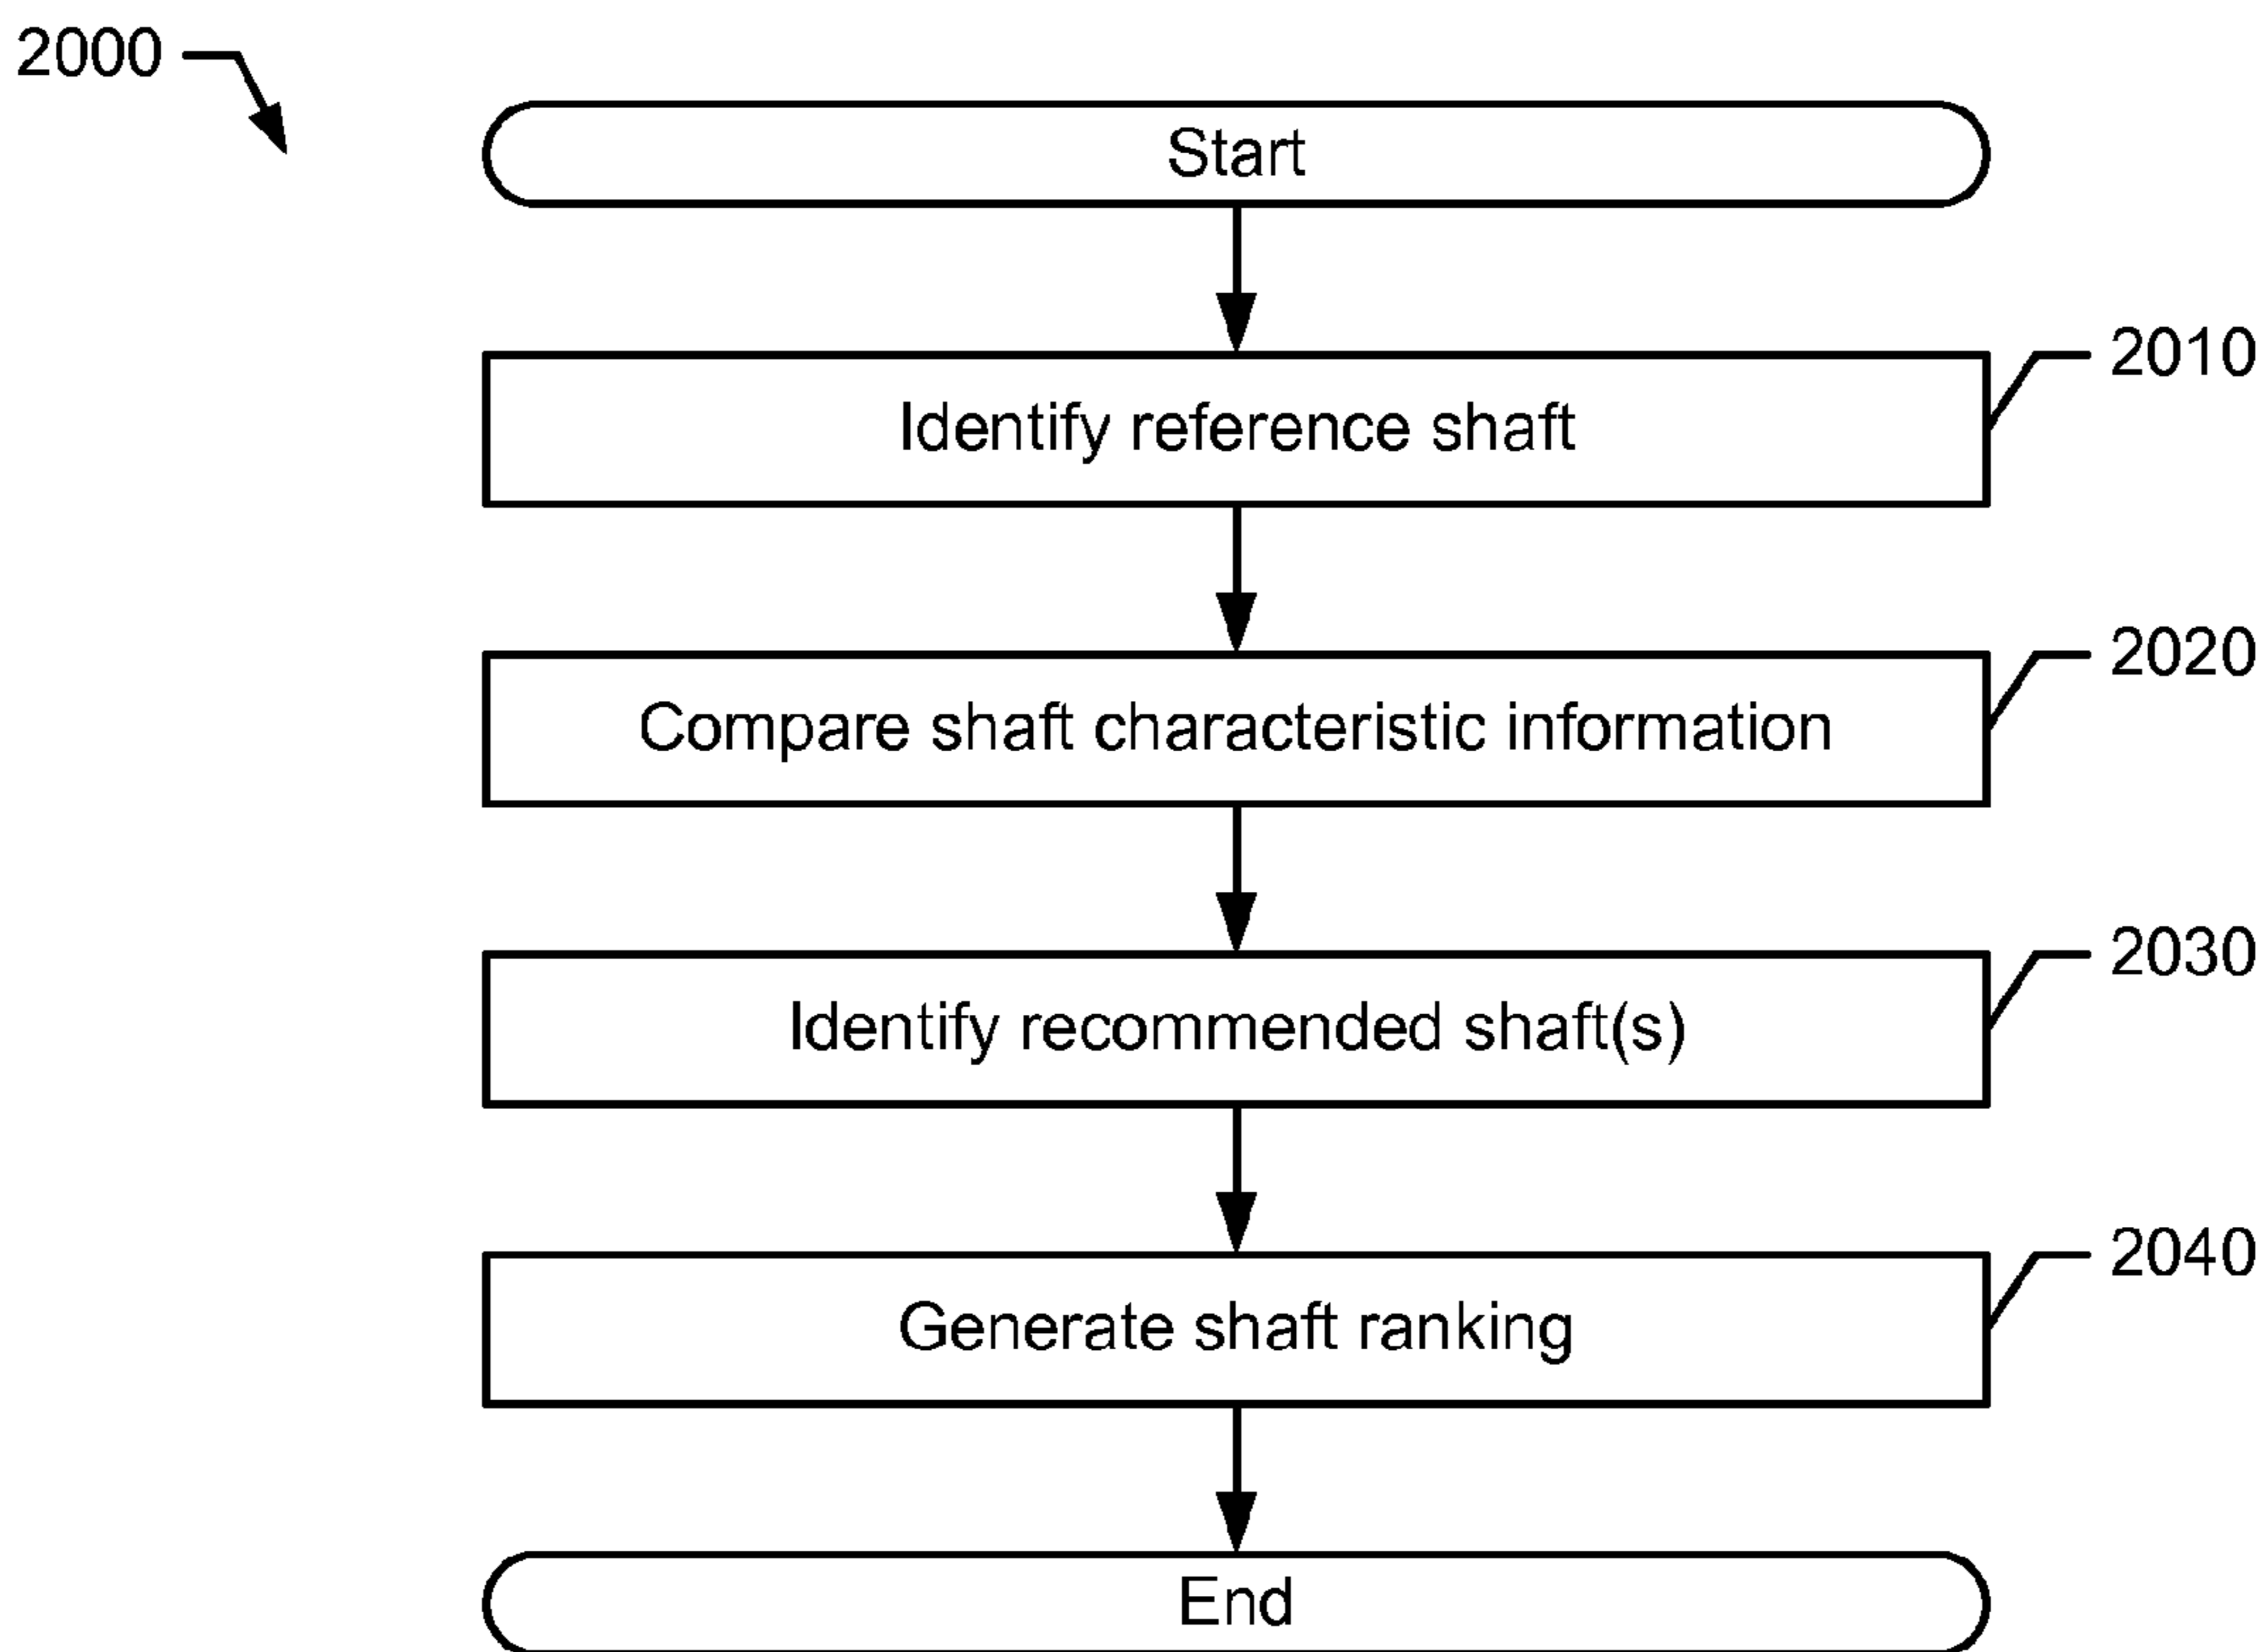 2000
Start
2010
Identify reference shaft
2020
Compare shaft characteristic information
2030
Identify recommended shaft(s)
2040
Generate shaft ranking
End